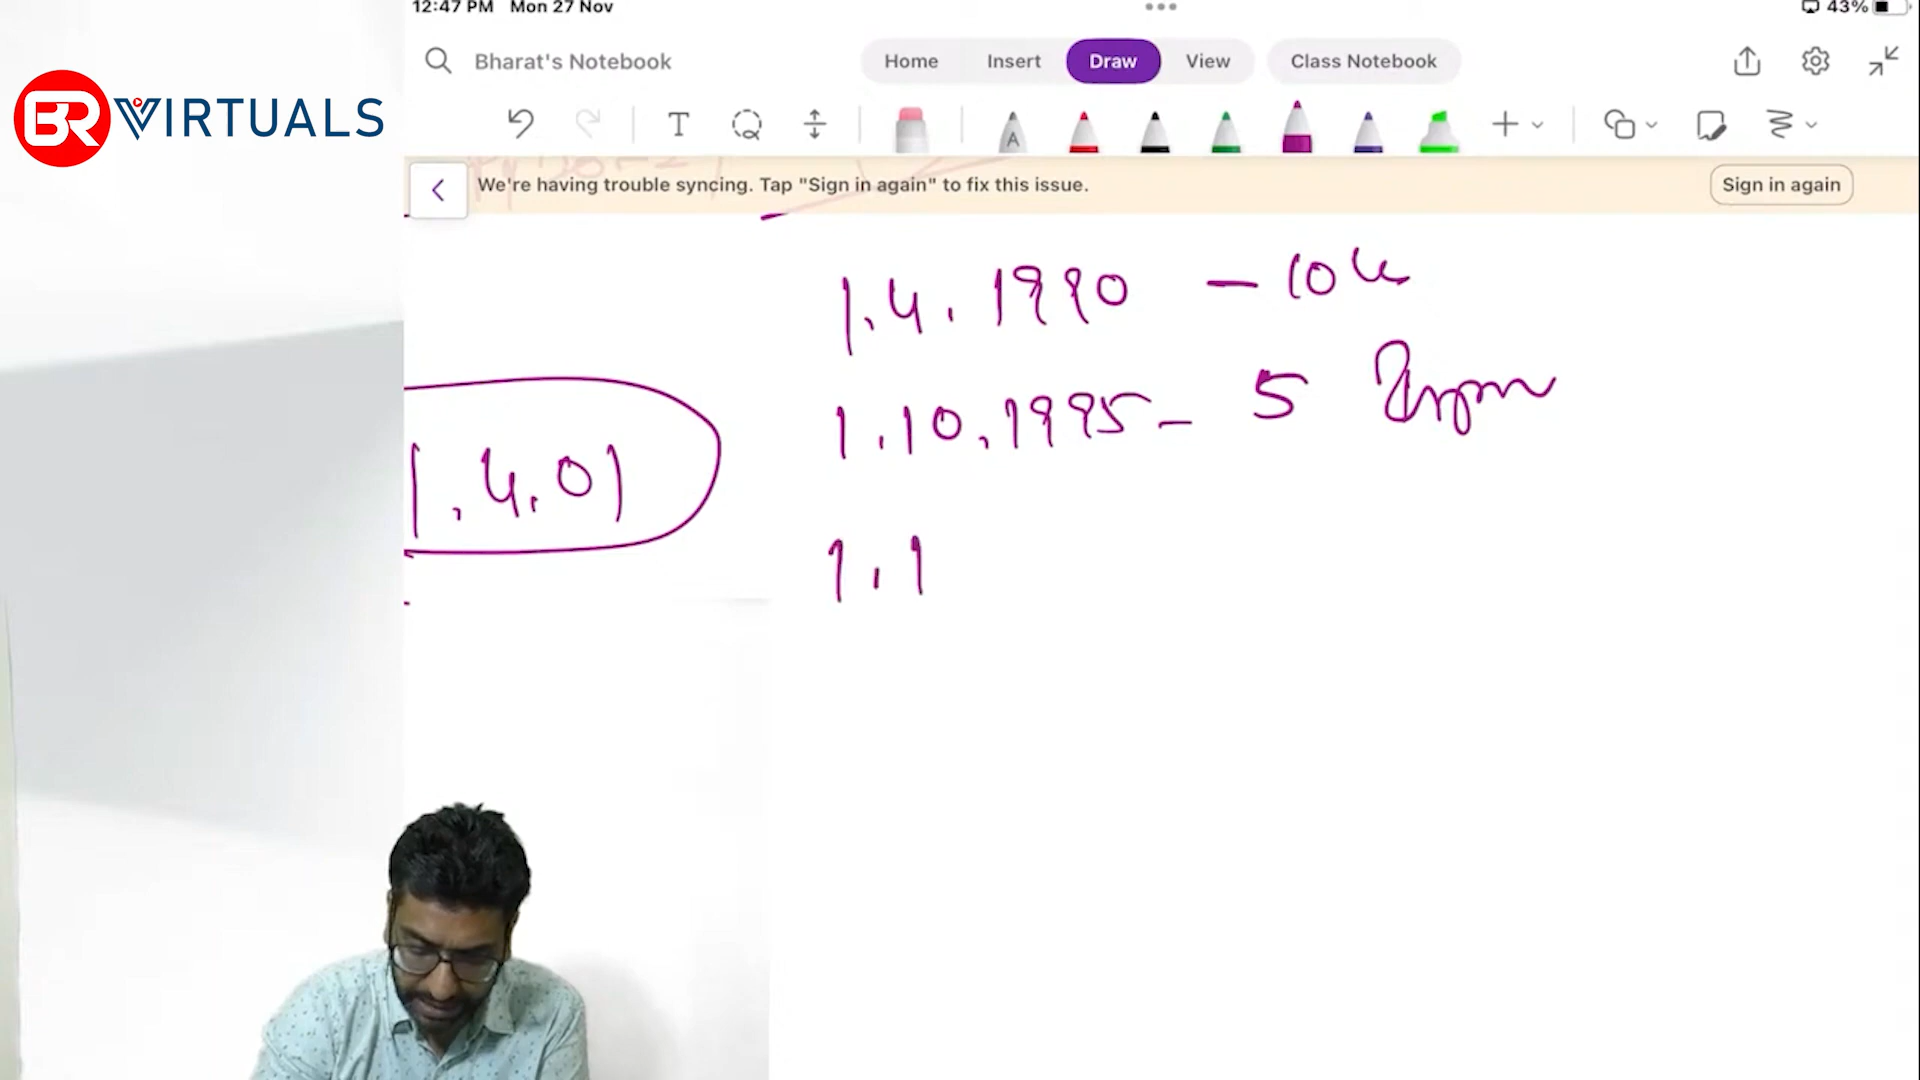 12:47 PM Mon 27 Nov
43%
BR VIRTUALS
Bharat's Notebook
Home Insert Draw View Class Notebook
T
A
We're having trouble syncing. Tap "Sign in again" to fix this issue.
Sign in again
1.4.1990 - 10
1.10.1995 - 5
1.4.01
1.1